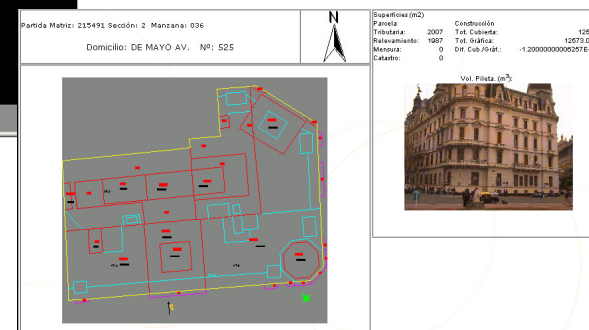 Partida Matriz: 215491 Sección: 2 Manzana: 036
Domicilio: DE MAYO AV. Nº: 525
N
Superficies(m2)
Parcela Construcción
Tributaria: 2007 Tot. Cubierta: 125
Relevamiento: 1987 Tot. Gráfica: 12573.0
Mensura: 0 Dif. Cub./Gráf.: -1.20000000006257E-
Catastro: 0
Vol. Pileta. (m3):